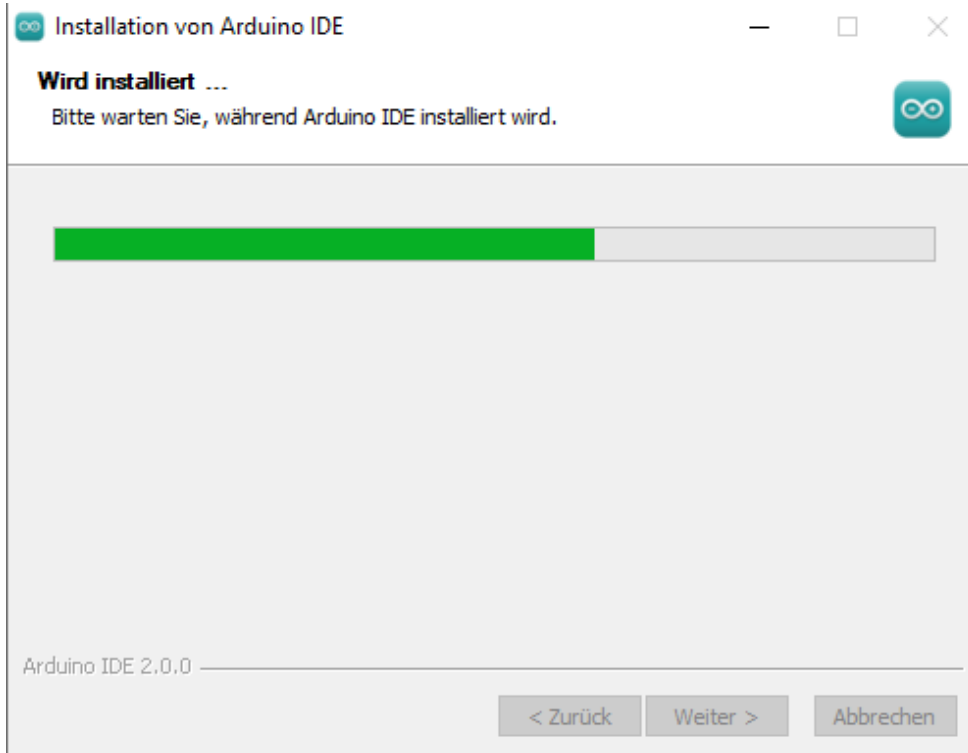 Installation von Arduino IDE
Wird installiert ...
Bitte warten Sie, während Arduino IDE installiert wird.
Arduino IDE 2.0.0
< Zurück
Weiter >
Abbrechen